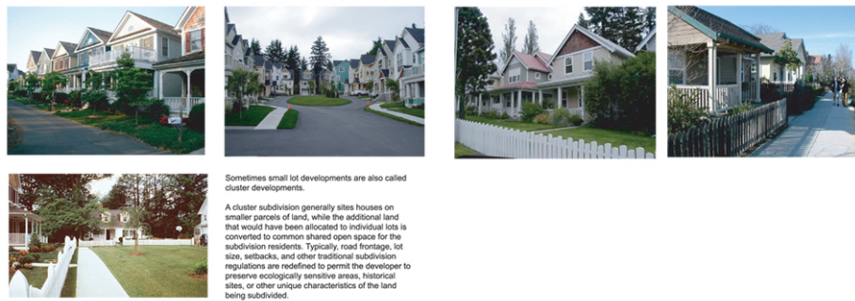 Sometimes small lot developments are also called
cluster developments.
A cluster subdivision generally sites houses on
smaller parcels of land, while the additional land
that would have been allocated to individual lots is
converted to common shared open space for the
subdivision residents. Typically, road frontage, lot
size, setbacks, and other traditional subdivision
regulations are redefined to permit the developer to
preserve ecologically sensitive areas, historical
sites, or other unique characteristics of the land
being subdivided.